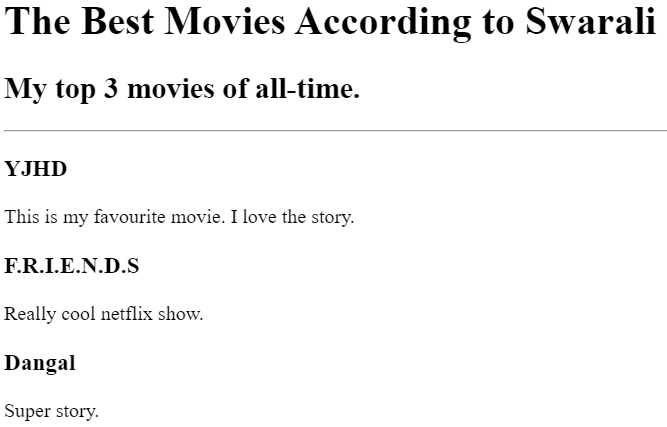 The Best Movies According to Swarali
My top 3 movies of all-time.
YJHD
This is my favourite movie. I love the story.
F.R.I.E.N.D.S
Really cool netflix show.
Dangal
Super story.